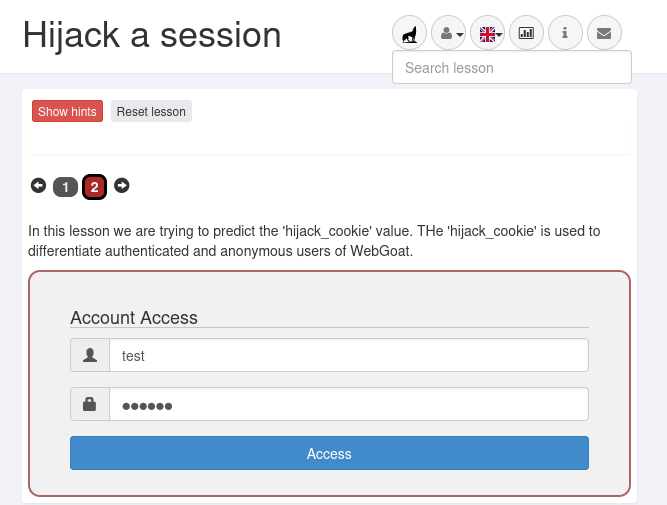 Hijack a session
Search lesson
Show hints
Reset lesson
1
2
In this lesson we are trying to predict the 'hijack_cookie' value. THe 'hijack_cookie' is used to
differentiate authenticated and anonymous users of WebGoat.
Account Access
test
●●●●●●
Access